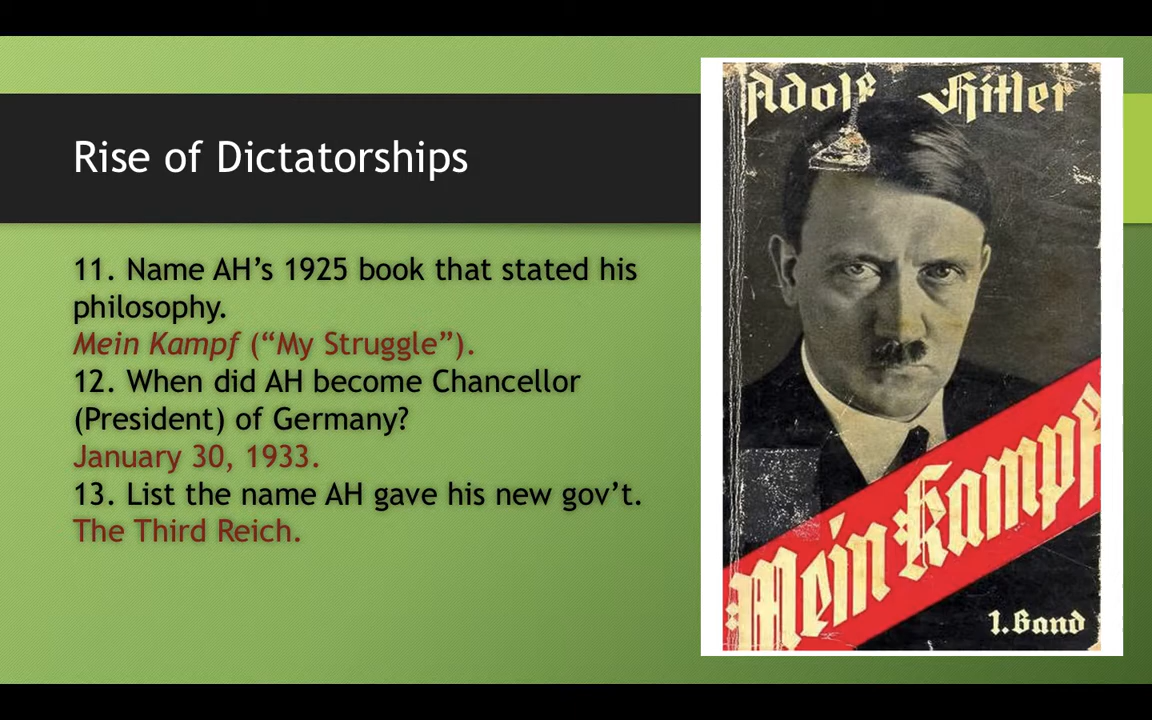 Rise of Dictatorships
11. Name AH’s 1925 book that stated his
philosophy.
Mein Kampf (“My Struggle”).
12. When did AH become Chancellor
(President) of Germany?
January 30, 1933.
13. List the name AH gave his new gov’t.
The Third Reich.
Adolf Hitler
Mein Kampf
1. Band